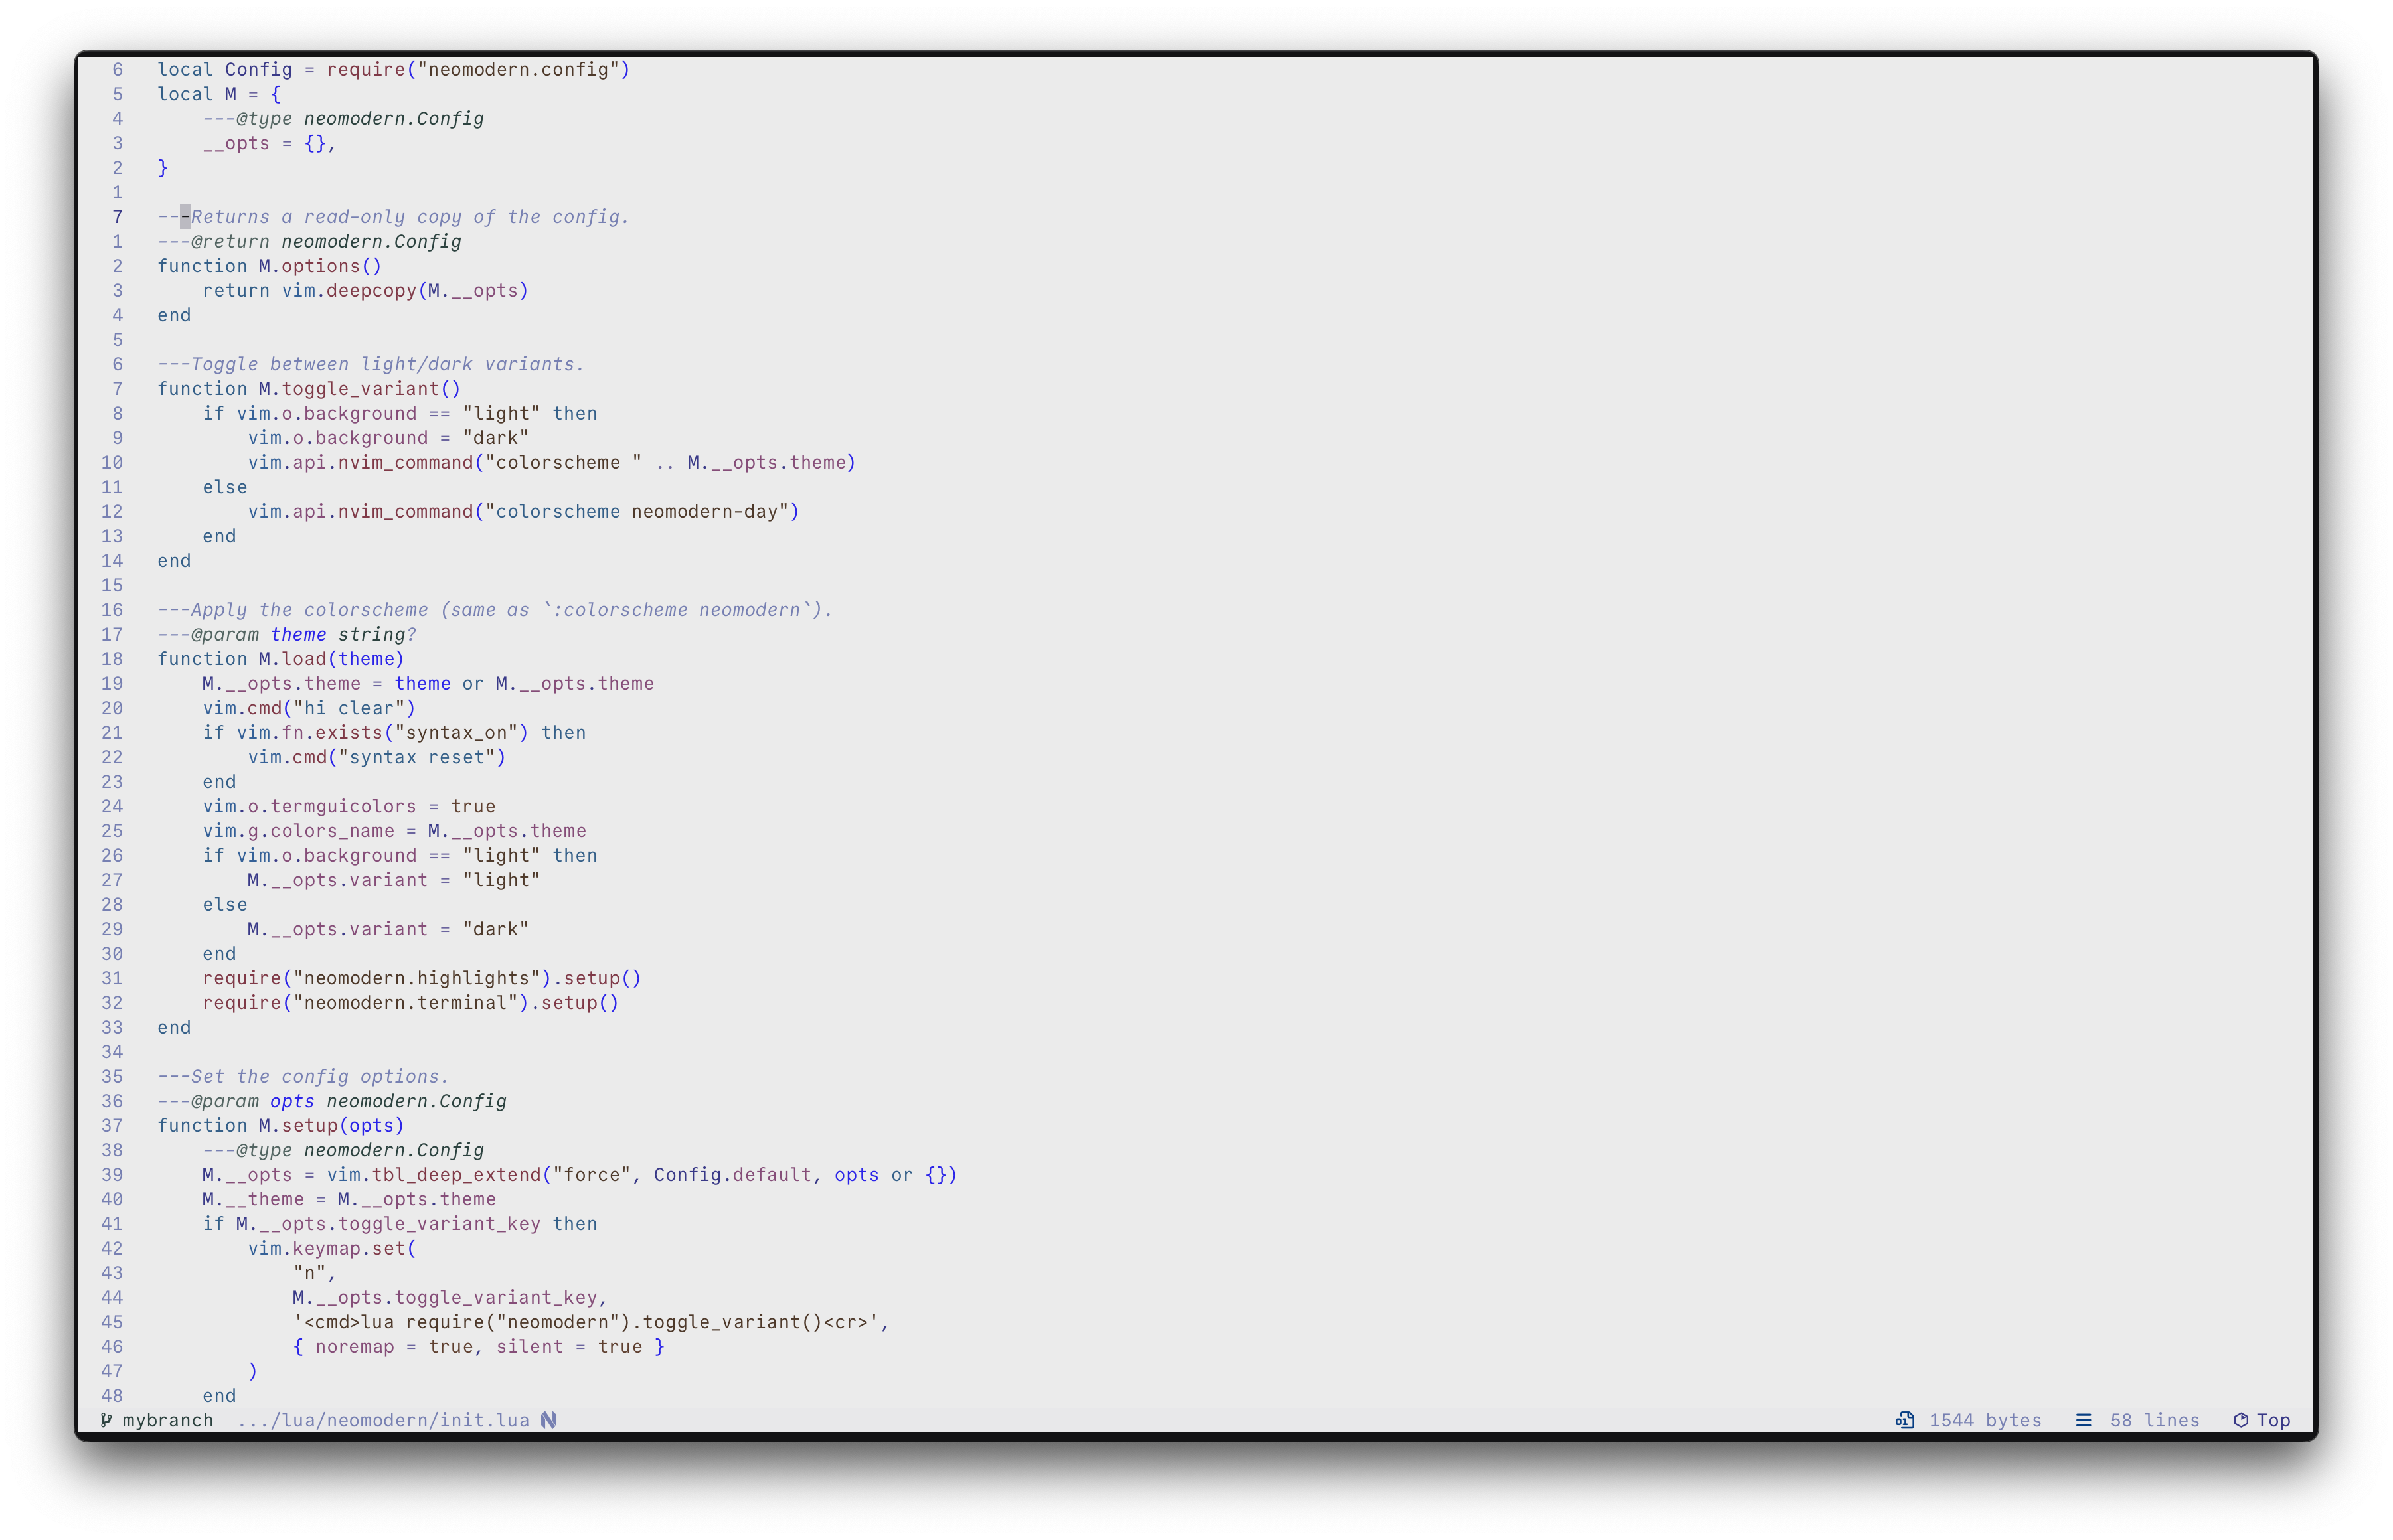 6 local Config = require("neomodern.config")
5 local M = {
4     ---@type neomodern.Config
3     __opts = {},
2 }
1
7 ---Returns a read-only copy of the config.
1 ---@return neomodern.Config
2 function M.options()
3     return vim.deepcopy(M.__opts)
4 end
5
6 ---Toggle between light/dark variants.
7 function M.toggle_variant()
8     if vim.o.background == "light" then
9         vim.o.background = "dark"
10         vim.api.nvim_command("colorscheme " .. M.__opts.theme)
11     else
12         vim.api.nvim_command("colorscheme neomodern-day")
13     end
14 end
15
16 ---Apply the colorscheme (same as `:colorscheme neomodern`).
17 ---@param theme string?
18 function M.load(theme)
19     M.__opts.theme = theme or M.__opts.theme
20     vim.cmd("hi clear")
21     if vim.fn.exists("syntax_on") then
22         vim.cmd("syntax reset")
23     end
24     vim.o.termguicolors = true
25     vim.g.colors_name = M.__opts.theme
26     if vim.o.background == "light" then
27         M.__opts.variant = "light"
28     else
29         M.__opts.variant = "dark"
30     end
31     require("neomodern.highlights").setup()
32     require("neomodern.terminal").setup()
33 end
34
35 ---Set the config options.
36 ---@param opts neomodern.Config
37 function M.setup(opts)
38     ---@type neomodern.Config
39     M.__opts = vim.tbl_deep_extend("force", Config.default, opts or {})
40     M.__theme = M.__opts.theme
41     if M.__opts.toggle_variant_key then
42         vim.keymap.set(
43             "n",
44             M.__opts.toggle_variant_key,
45             '<cmd>lua require("neomodern").toggle_variant()<cr>',
46             { noremap = true, silent = true }
47         )
48     end
mybranch .../lua/neomodern/init.lua 1544 bytes 58 lines Top